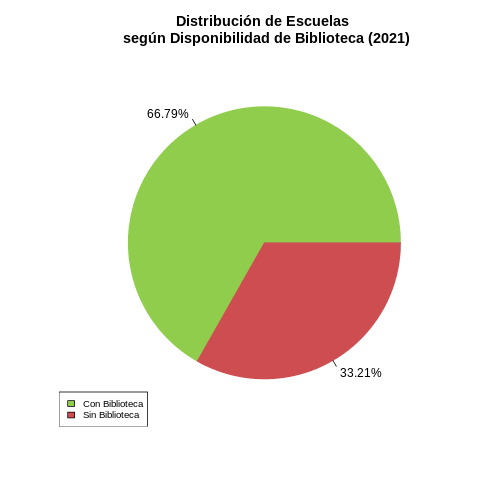 Distribución de Escuelas
según Disponibilidad de Biblioteca (2021)
66.79%
33.21%
Con Biblioteca
Sin Biblioteca